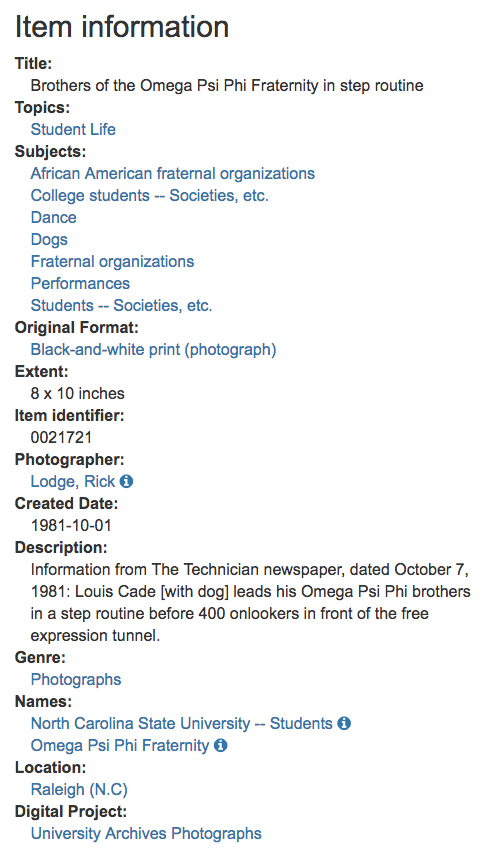 Item information
Title:
Brothers of the Omega Psi Phi Fraternity in step routine
Topics:
Student Life
Subjects:
African American fraternal organizations
College students -- Societies, etc.
Dance
Dogs
Fraternal organizations
Performances
Students -- Societies, etc.
Original Format:
Black-and-white print (photograph)
Extent:
8 x 10 inches
Item identifier:
0021721
Photographer:
Lodge, Rick
Created Date:
1981-10-01
Description:
Information from The Technician newspaper, dated October 7,
1981: Louis Cade [with dog] leads his Omega Psi Phi brothers
in a step routine before 400 onlookers in front of the free
expression tunnel.
Genre:
Photographs
Names:
North Carolina State University -- Students
Omega Psi Phi Fraternity
Location:
Raleigh (N.C)
Digital Project:
University Archives Photographs